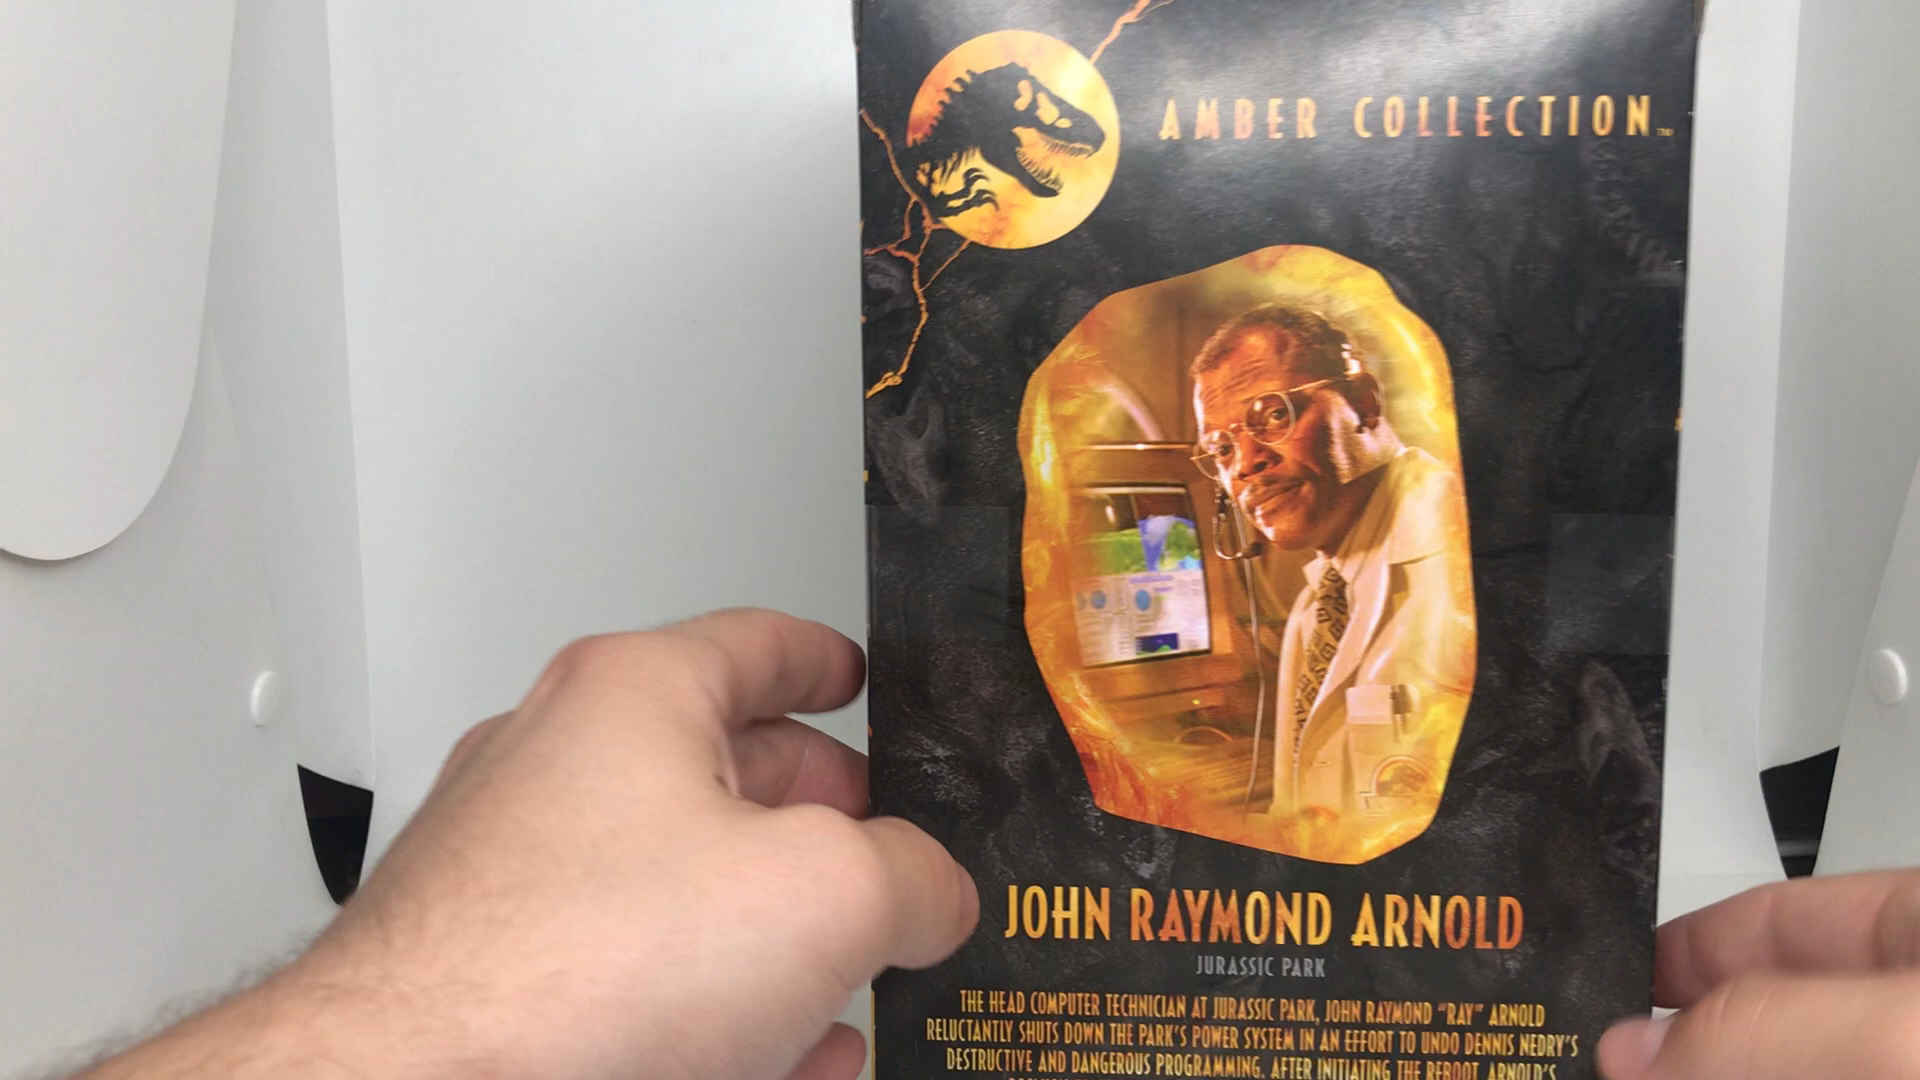 AMBER COLLECTION™
JOHN RAYMOND ARNOLD
JURASSIC PARK
THE HEAD COMPUTER TECHNICIAN AT JURASSIC PARK, JOHN RAYMOND "RAY" ARNOLD
RELUCTANTLY SHUTS DOWN THE PARK'S POWER SYSTEM IN AN EFFORT TO UNDO DENNIS NEDRY'S
DESTRUCTIVE AND DANGEROUS PROGRAMMING. AFTER INITIATING THE REBOOT, ARNOLD'S